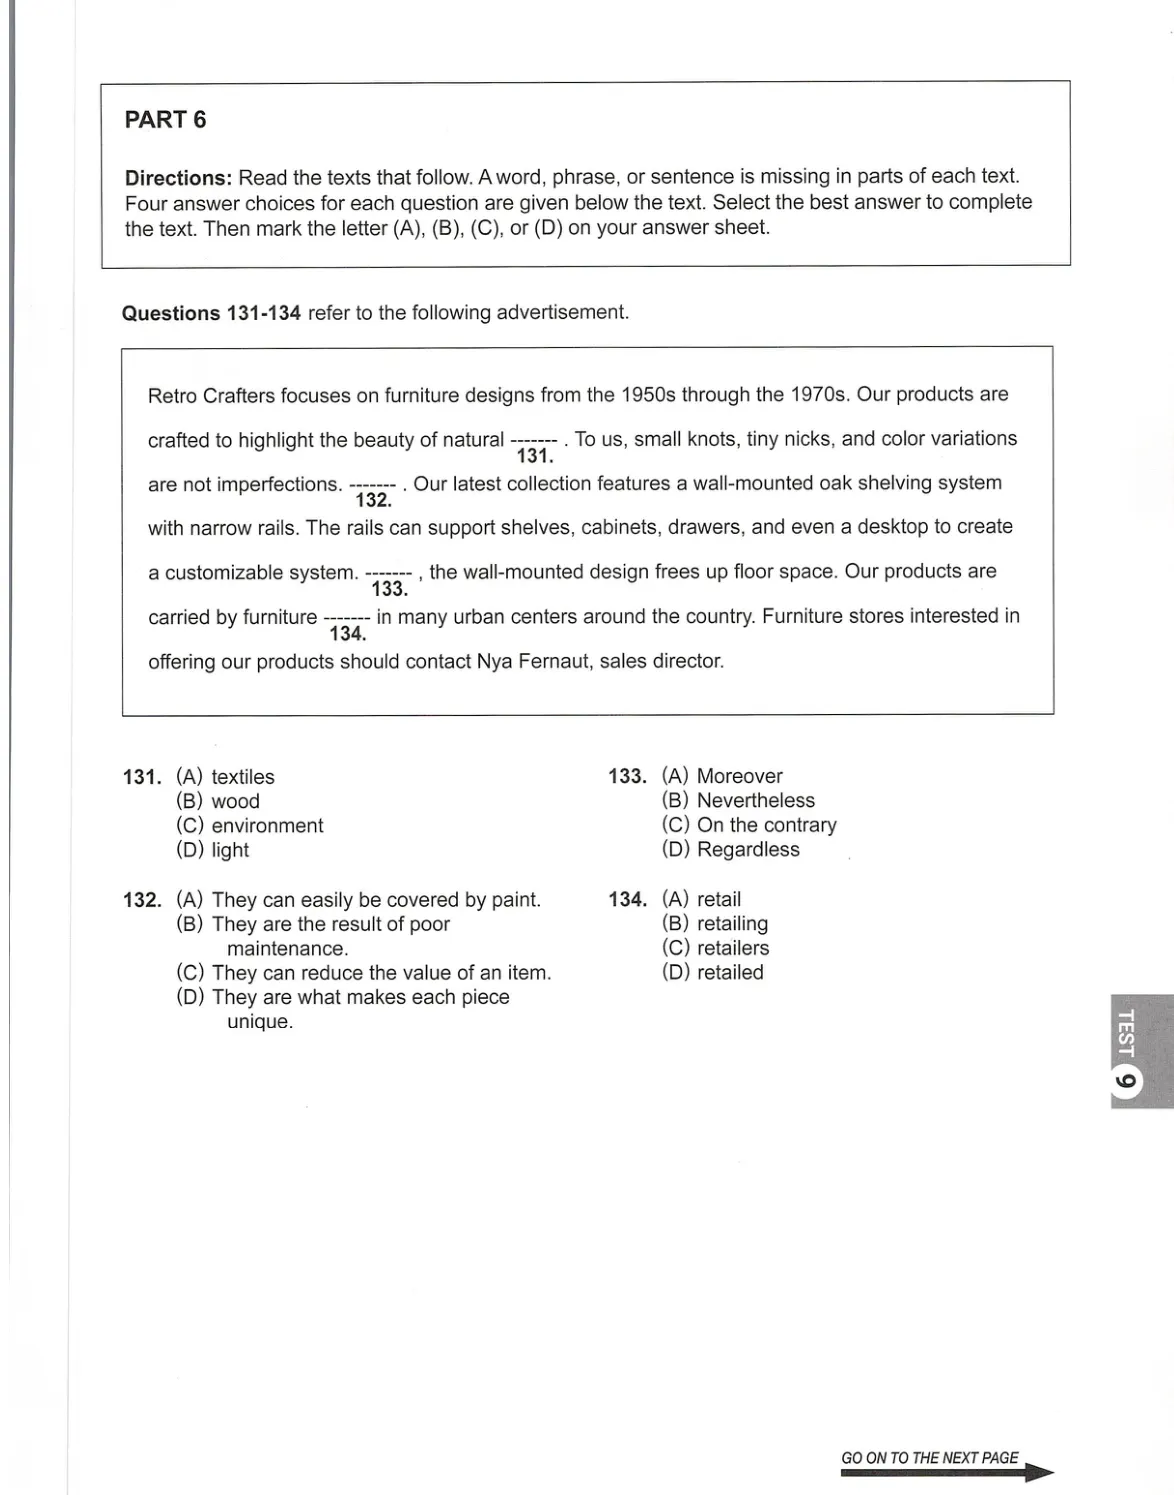 PART 6
Directions: Read the texts that follow. A word, phrase, or sentence is missing in parts of each text.
Four answer choices for each question are given below the text. Select the best answer to complete
the text. Then mark the letter (A), (B), (C), or (D) on your answer sheet.
Questions 131-134 refer to the following advertisement.
Retro Crafters focuses on furniture designs from the 1950s through the 1970s. Our products are
crafted to highlight the beauty of natural ------- . To us, small knots, tiny nicks, and color variations
131.
are not imperfections. ------- . Our latest collection features a wall-mounted oak shelving system
132.
with narrow rails. The rails can support shelves, cabinets, drawers, and even a desktop to create
a customizable system. ------- , the wall-mounted design frees up floor space. Our products are
133.
carried by furniture ------- in many urban centers around the country. Furniture stores interested in
134.
offering our products should contact Nya Fernaut, sales director.
131. (A) textiles
(B) wood
(C) environment
(D) light
132. (A) They can easily be covered by paint.
(B) They are the result of poor
maintenance.
(C) They can reduce the value of an item.
(D) They are what makes each piece
unique.
133. (A) Moreover
(B) Nevertheless
(C) On the contrary
(D) Regardless
134. (A) retail
(B) retailing
(C) retailers
(D) retailed
TEST 9
GO ON TO THE NEXT PAGE